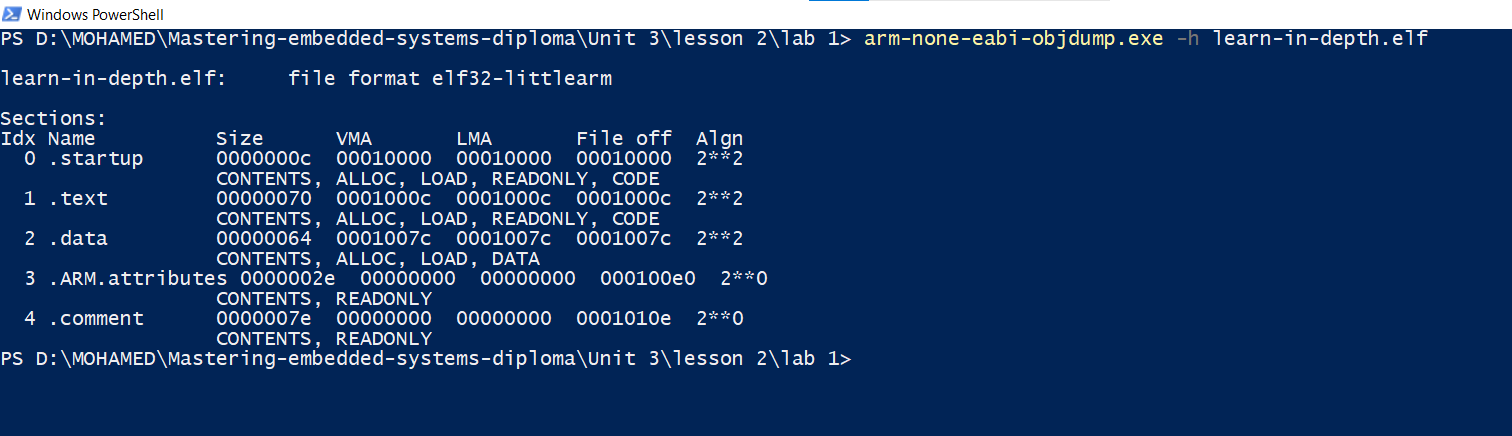 Windows PowerShell
PS D:\MOHAMED\Mastering-embedded-systems-diploma\Unit 3\lesson 2\lab 1> arm-none-eabi-objdump.exe -h learn-in-depth.elf
learn-in-depth.elf:     file format elf32-littlearm
Sections:
Idx Name          Size      VMA       LMA       File off  Algn
  0 .startup      0000000c  00010000  00010000  00010000  2**2
                  CONTENTS, ALLOC, LOAD, READONLY, CODE
  1 .text         00000070  0001000c  0001000c  0001000c  2**2
                  CONTENTS, ALLOC, LOAD, READONLY, CODE
  2 .data         00000064  0001007c  0001007c  0001007c  2**2
                  CONTENTS, ALLOC, LOAD, DATA
  3 .ARM.attributes 0000002e  00000000  00000000  000100e0  2**0
                  CONTENTS, READONLY
  4 .comment      0000007e  00000000  00000000  0001010e  2**0
                  CONTENTS, READONLY
PS D:\MOHAMED\Mastering-embedded-systems-diploma\Unit 3\lesson 2\lab 1>